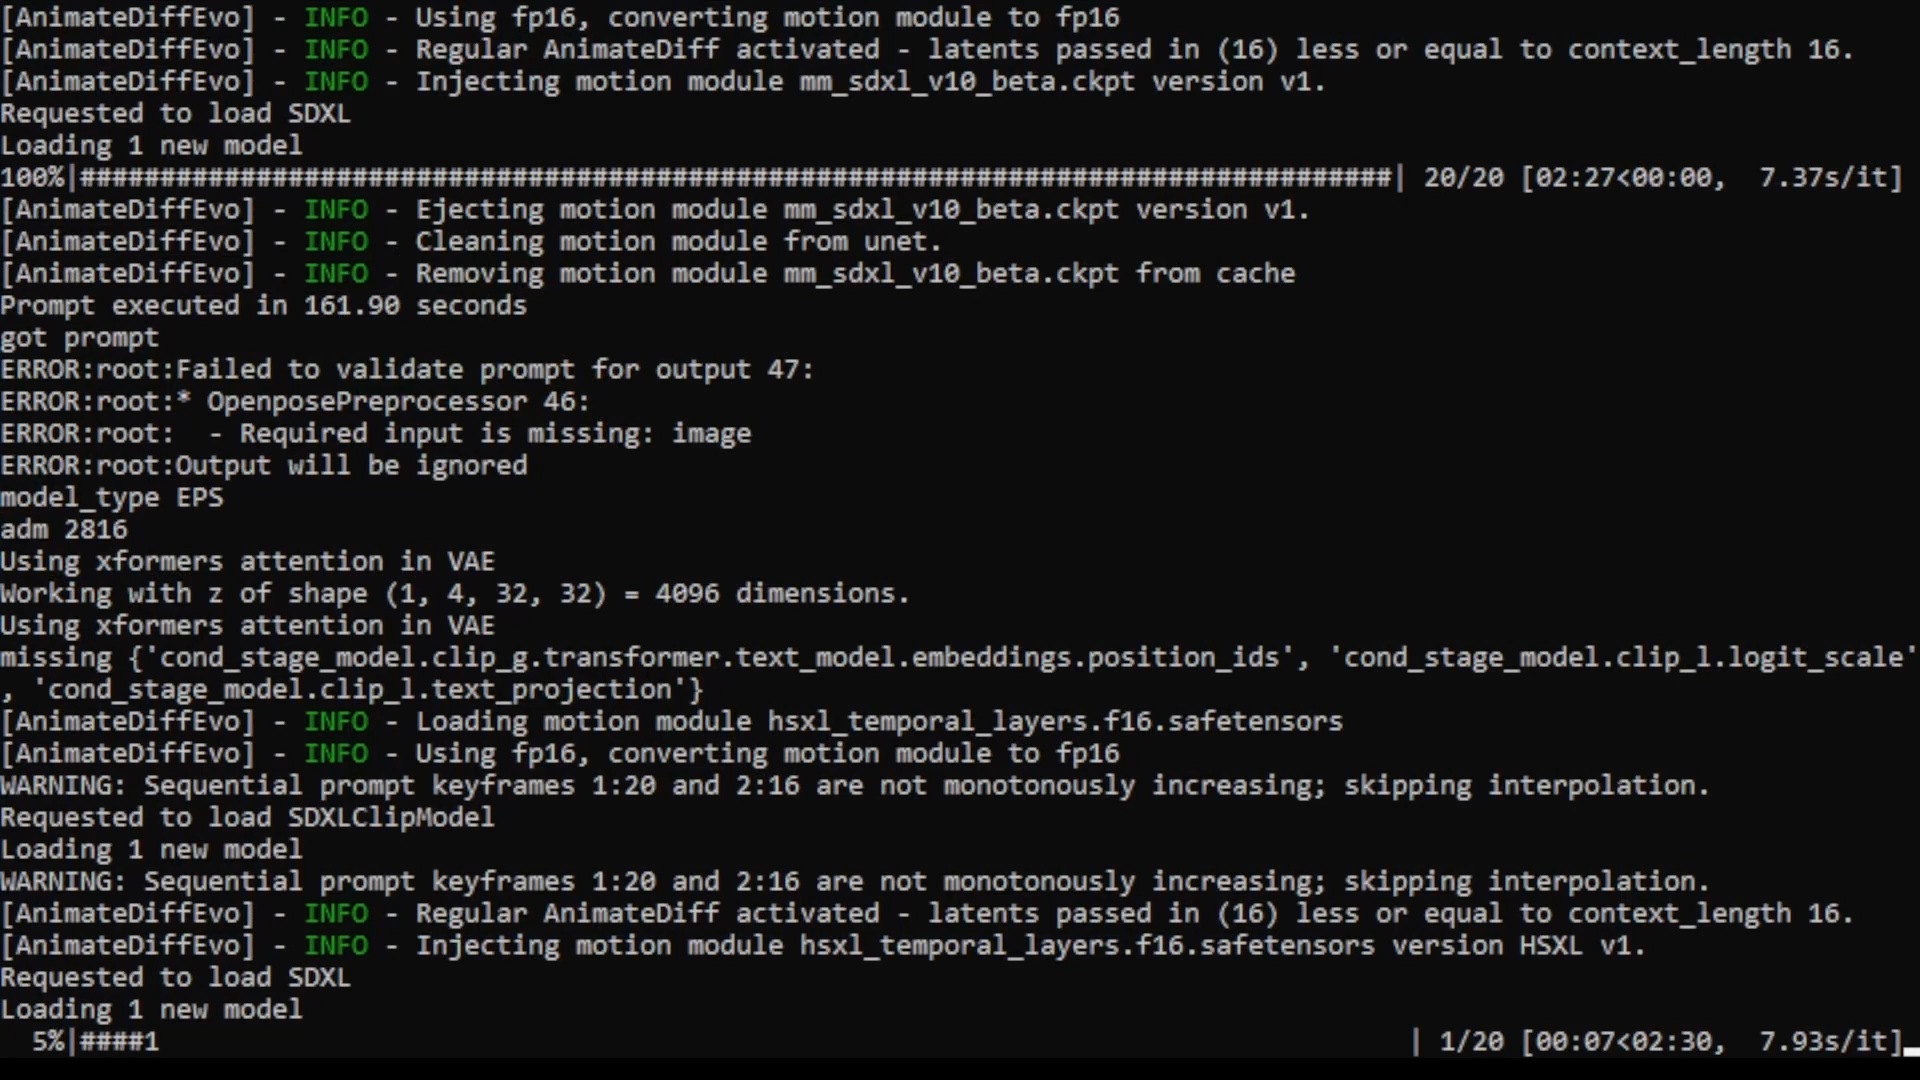 [AnimateDiffEvo] - INFO - Using fp16, converting motion module to fp16
[AnimateDiffEvo] - INFO - Regular AnimateDiff activated - latents passed in (16) less or equal to context_length 16.
[AnimateDiffEvo] - INFO - Injecting motion module mm_sdxl_v10_beta.ckpt version v1.
Requested to load SDXL
Loading 1 new model
100%|##################################################################################| 20/20 [02:27<00:00,  7.37s/it]
[AnimateDiffEvo] - INFO - Ejecting motion module mm_sdxl_v10_beta.ckpt version v1.
[AnimateDiffEvo] - INFO - Cleaning motion module from unet.
[AnimateDiffEvo] - INFO - Removing motion module mm_sdxl_v10_beta.ckpt from cache
Prompt executed in 161.90 seconds
got prompt
ERROR:root:Failed to validate prompt for output 47:
ERROR:root:* OpenposePreprocessor 46:
ERROR:root:  - Required input is missing: image
ERROR:root:Output will be ignored
model_type EPS
adm 2816
Using xformers attention in VAE
Working with z of shape (1, 4, 32, 32) = 4096 dimensions.
Using xformers attention in VAE
missing {'cond_stage_model.clip_g.transformer.text_model.embeddings.position_ids', 'cond_stage_model.clip_l.logit_scale'
, 'cond_stage_model.clip_l.text_projection'}
[AnimateDiffEvo] - INFO - Loading motion module hsxl_temporal_layers.f16.safetensors
[AnimateDiffEvo] - INFO - Using fp16, converting motion module to fp16
WARNING: Sequential prompt keyframes 1:20 and 2:16 are not monotonously increasing; skipping interpolation.
Requested to load SDXLClipModel
Loading 1 new model
WARNING: Sequential prompt keyframes 1:20 and 2:16 are not monotonously increasing; skipping interpolation.
[AnimateDiffEvo] - INFO - Regular AnimateDiff activated - latents passed in (16) less or equal to context_length 16.
[AnimateDiffEvo] - INFO - Injecting motion module hsxl_temporal_layers.f16.safetensors version HSXL v1.
Requested to load SDXL
Loading 1 new model
  5%|####1                                                                              | 1/20 [00:07<02:30,  7.93s/it]